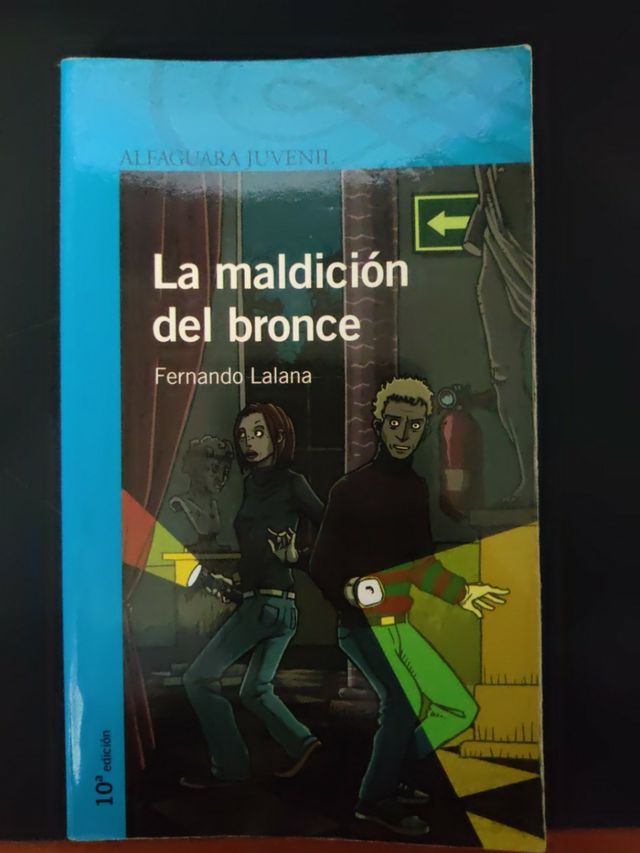 ALFAGUARA JUVENIL
La maldición
del bronce
Fernando Lalana
10ª edición